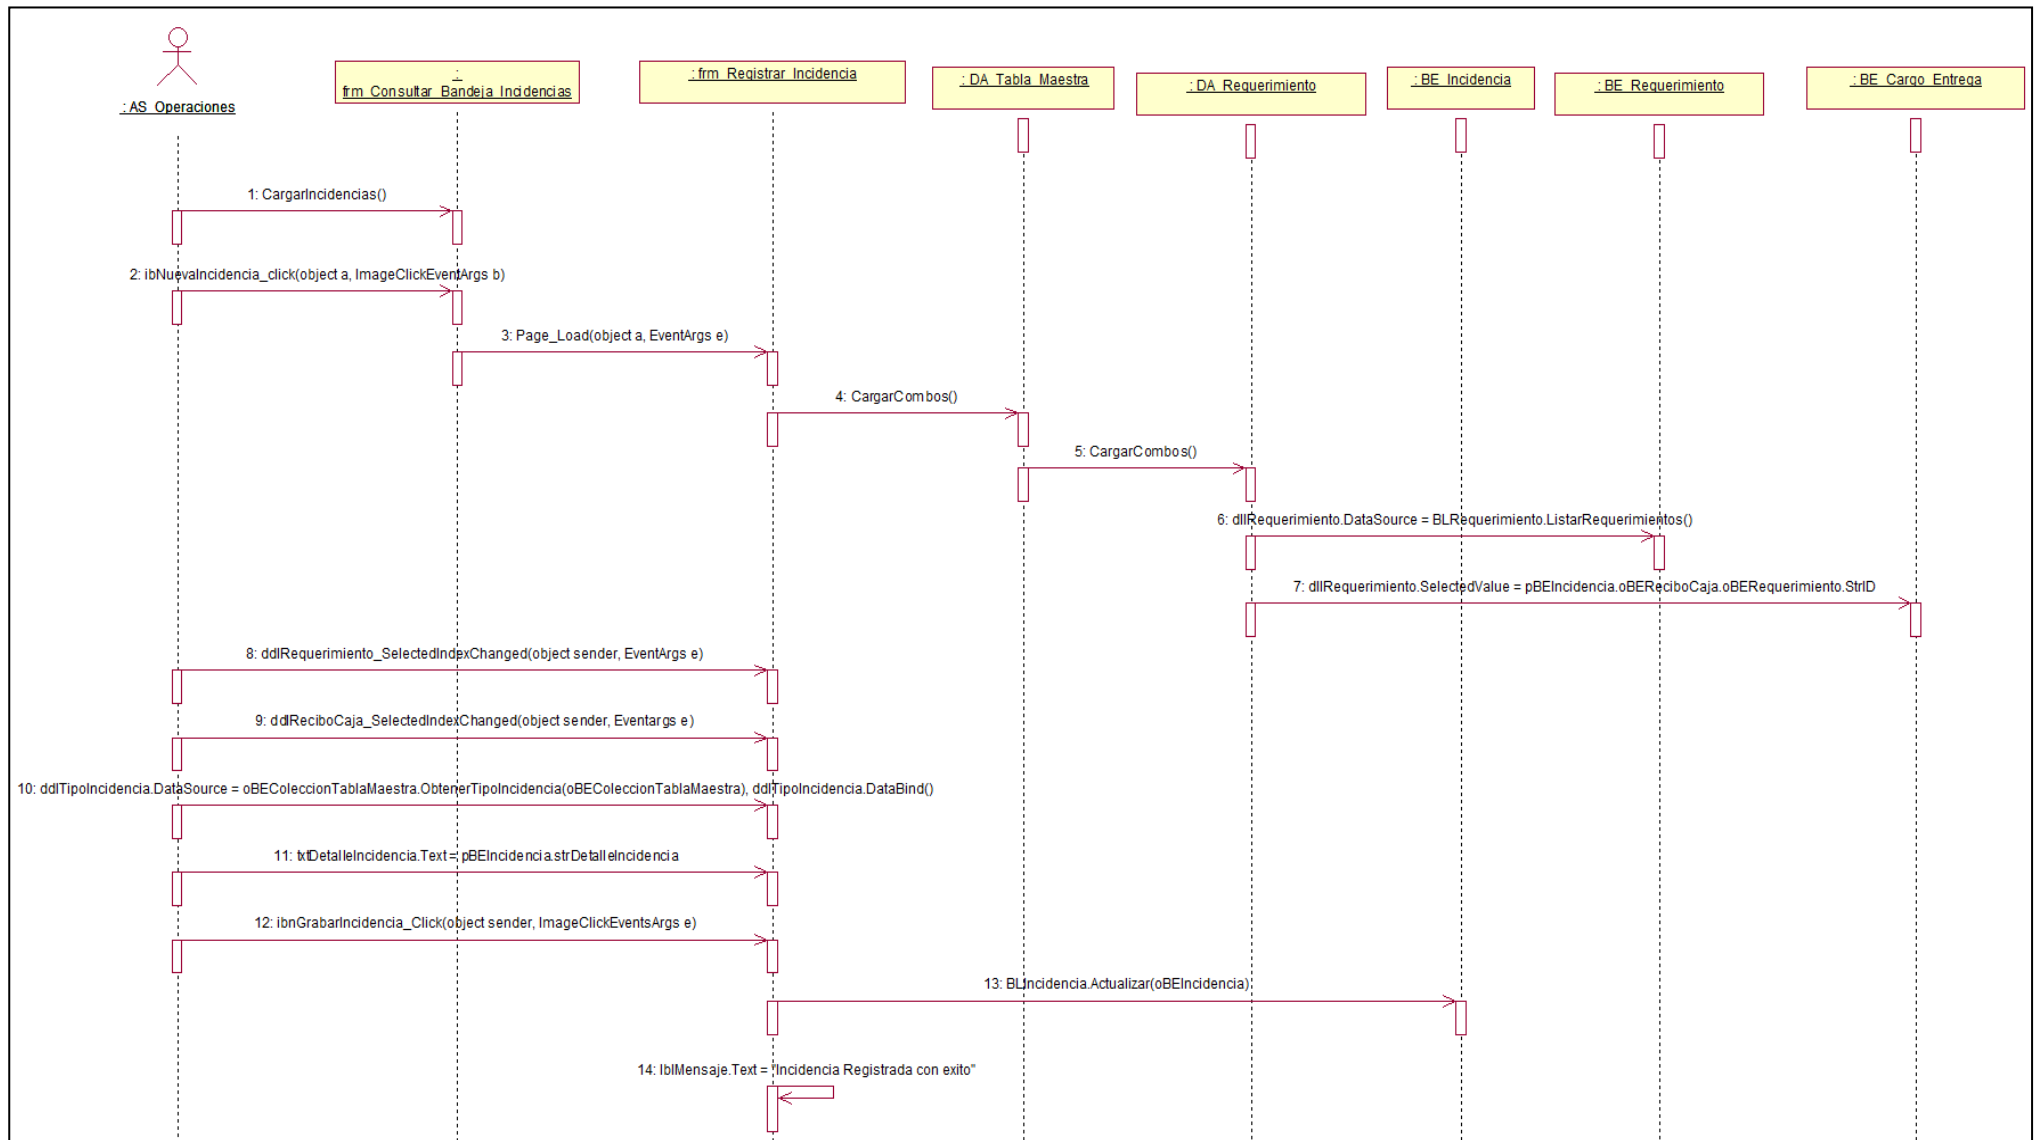 : AS_Operaciones
:
frm_Consultar_Bandeja_Incidencias
: frm_Registrar_Incidencia
: DA_Tabla_Maestra
: DA_Requerimiento
: BE_Incidencia
: BE_Requerimiento
: BE_Cargo_Entrega
1: CargarIncidencias()
2: ibNuevaIncidencia_click(object a, ImageClickEventArgs b)
3: Page_Load(object a, EventArgs e)
4: CargarCombos()
5: CargarCombos()
6: dllRequerimiento.DataSource = BLRequerimiento.ListarRequerimientos()
7: dllRequerimiento.SelectedValue = pBEIncidencia.oBEReciboCaja.oBERequerimiento.StrID
8: ddlRequerimiento_SelectedIndexChanged(object sender, EventArgs e)
9: ddlReciboCaja_SelectedIndexChanged(object sender, Eventargs e)
10: ddlTipoIncidencia.DataSource = oBEColeccionTablaMaestra.ObtenerTipoIncidencia(oBEColeccionTablaMaestra), ddlTipoIncidencia.DataBind()
11: txtDetalleIncidencia.Text = pBEIncidencia.strDetalleIncidencia
12: ibnGrabarIncidencia_Click(object sender, ImageClickEventsArgs e)
13: BLIncidencia.Actualizar(oBEIncidencia)
14: lblMensaje.Text = "Incidencia Registrada con exito"